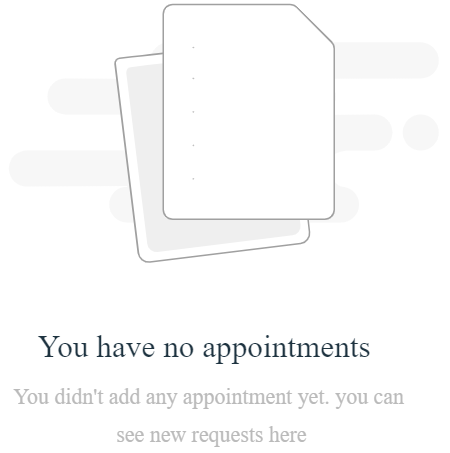 You have no appointments
You didn't add any appointment yet. you can
see new requests here